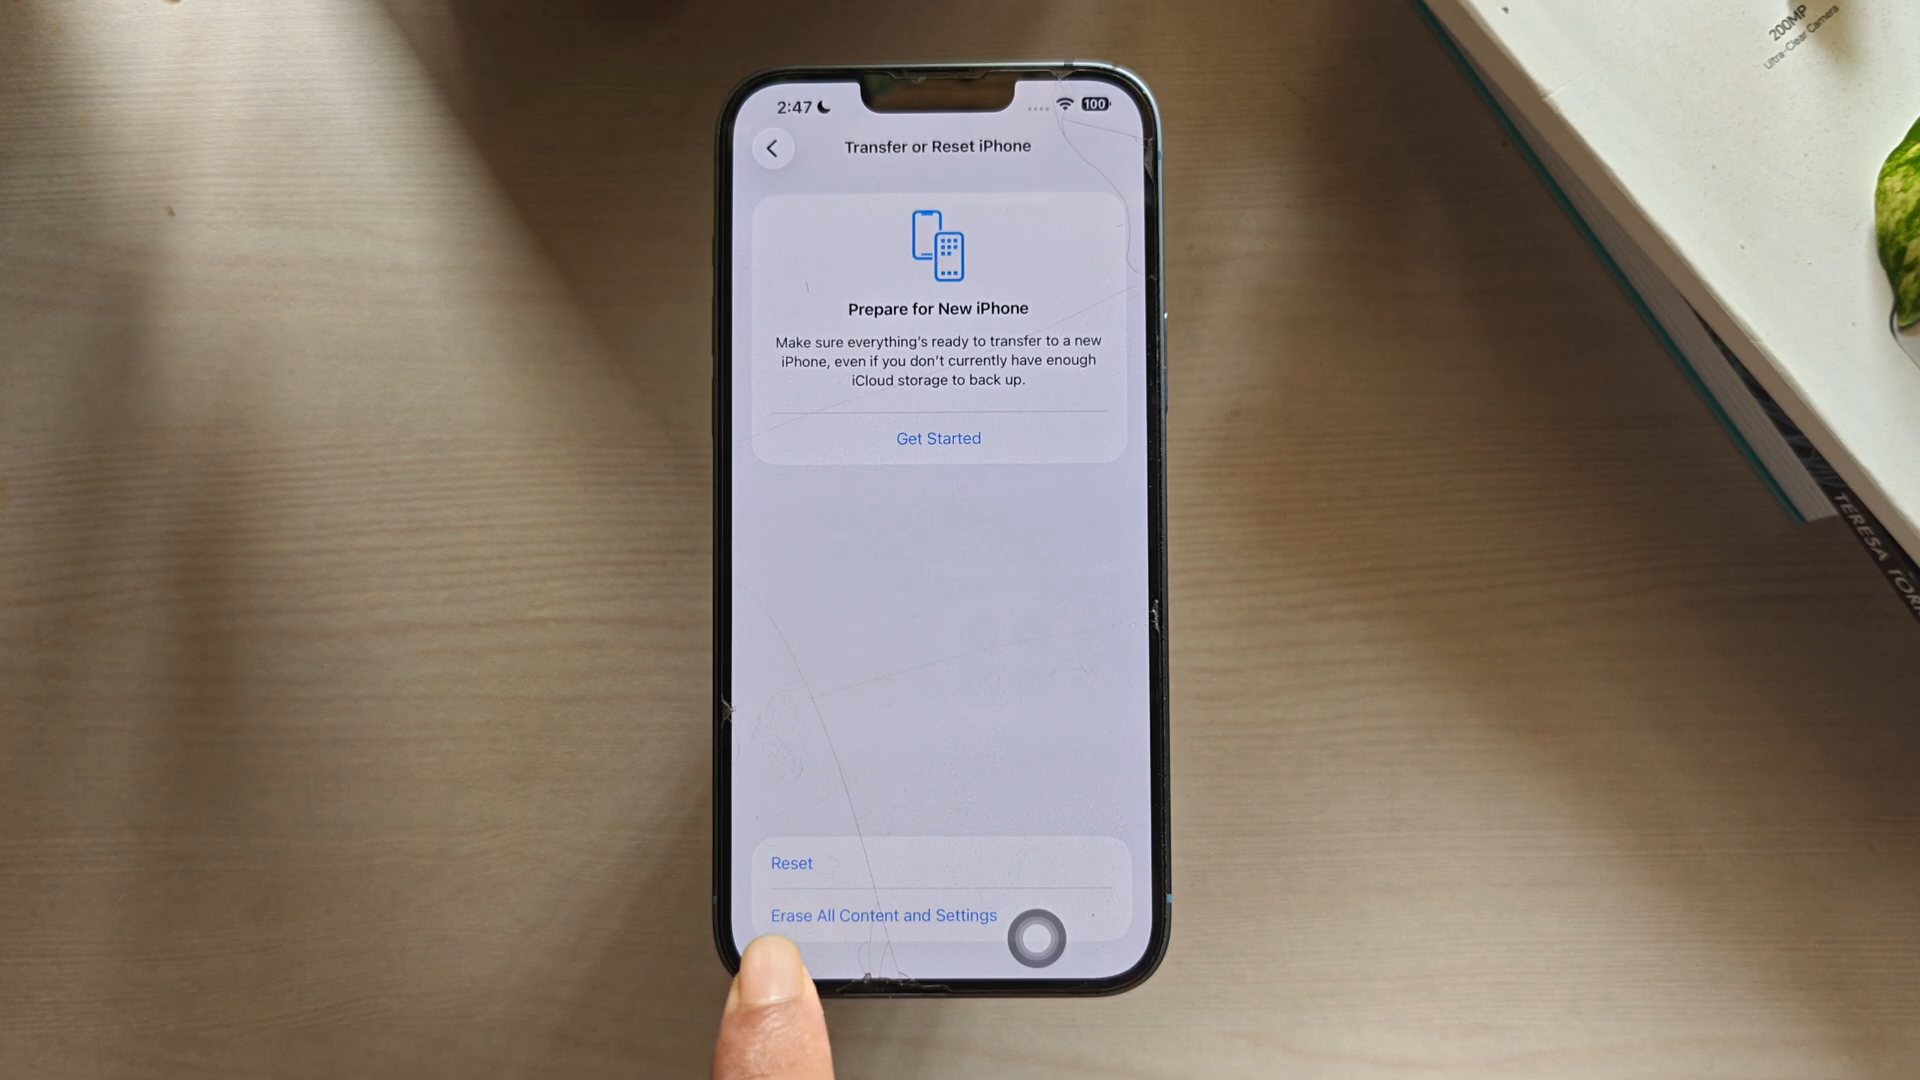 2:47
100
Transfer or Reset iPhone
Prepare for New iPhone
Make sure everything's ready to transfer to a new
iPhone, even if you don't currently have enough
iCloud storage to back up.
Get Started
Reset
Erase All Content and Settings
200MP
Ultra-Clear Camera
TERESA